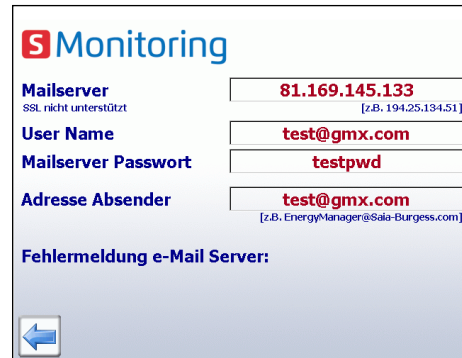 S Monitoring
Mailserver 81.169.145.133
SSL nicht unterstützt [z.B. 194.25.134.51]
User Name test@gmx.com
Mailserver Passwort testpwd
Adresse Absender test@gmx.com
[z.B. EnergyManager@Saia-Burgess.com]
Fehlermeldung e-Mail Server: